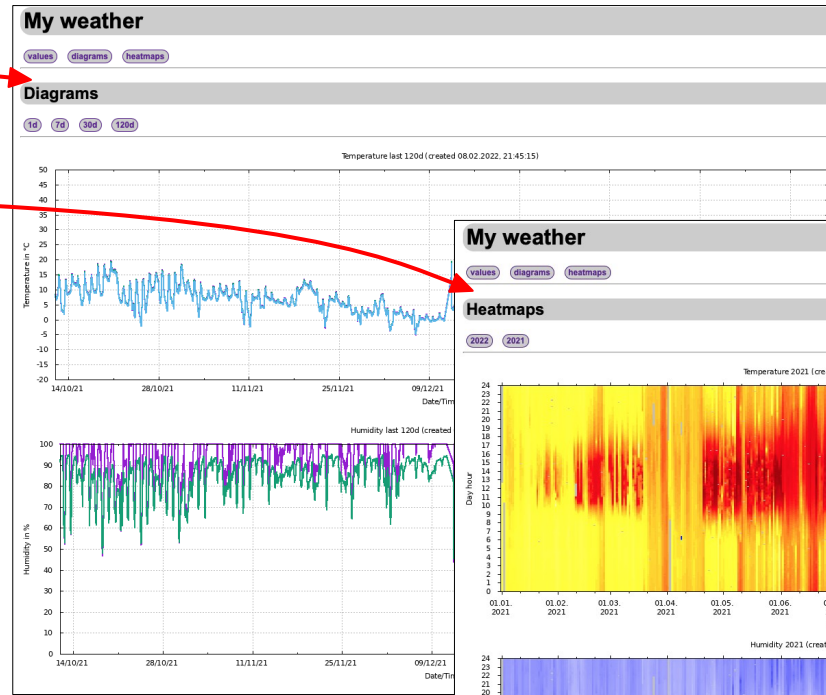 My weather
values diagrams heatmaps
Diagrams
1d 7d 30d 120d
Temperature last 120d (created 08.02.2022, 21:45:15)
50
45
40
35
30
25
20
15
10
5
0
-5
-10
-15
-20
Temperature in °C
14/10/21 28/10/21 11/11/21 25/11/21 09/12/21
Date/Tim
Humidity last 120d (created
100
90
80
70
60
50
40
30
20
10
0
Humidity in %
14/10/21 28/10/21 11/11/21 25/11/21 09/12/21
Date/Tim
My weather
values diagrams heatmaps
Heatmaps
2022 2021
Temperature 2021 (cre
24
23
22
21
20
19
18
17
16
15
14
13
12
11
10
9
8
7
6
5
4
3
2
1
0
Day hour
01.01. 01.02. 01.03. 01.04. 01.05. 01.06. 0
2021 2021 2021 2021 2021 2021
Humidity 2021 (creat
24
23
22
21
20